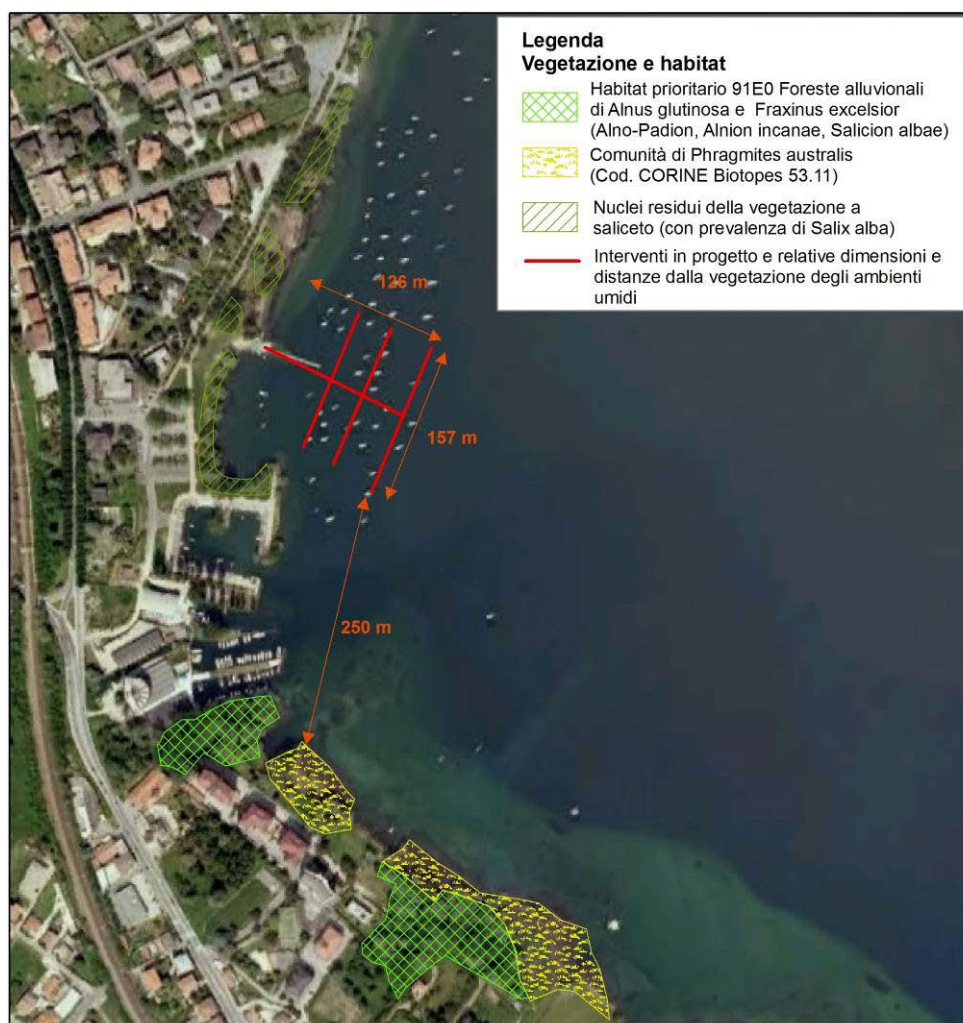 Legenda
Vegetazione e habitat
Habitat prioritario 91E0 Foreste alluvionali
di Alnus glutinosa e Fraxinus excelsior
(Alno-Padion, Alnion incanae, Salicion albae)
Comunità di Phragmites australis
(Cod. CORINE Biotopes 53.11)
Nuclei residui della vegetazione a
saliceto (con prevalenza di Salix alba)
Interventi in progetto e relative dimensioni e
distanze dalla vegetazione degli ambienti
umidi
126 m
157 m
250 m